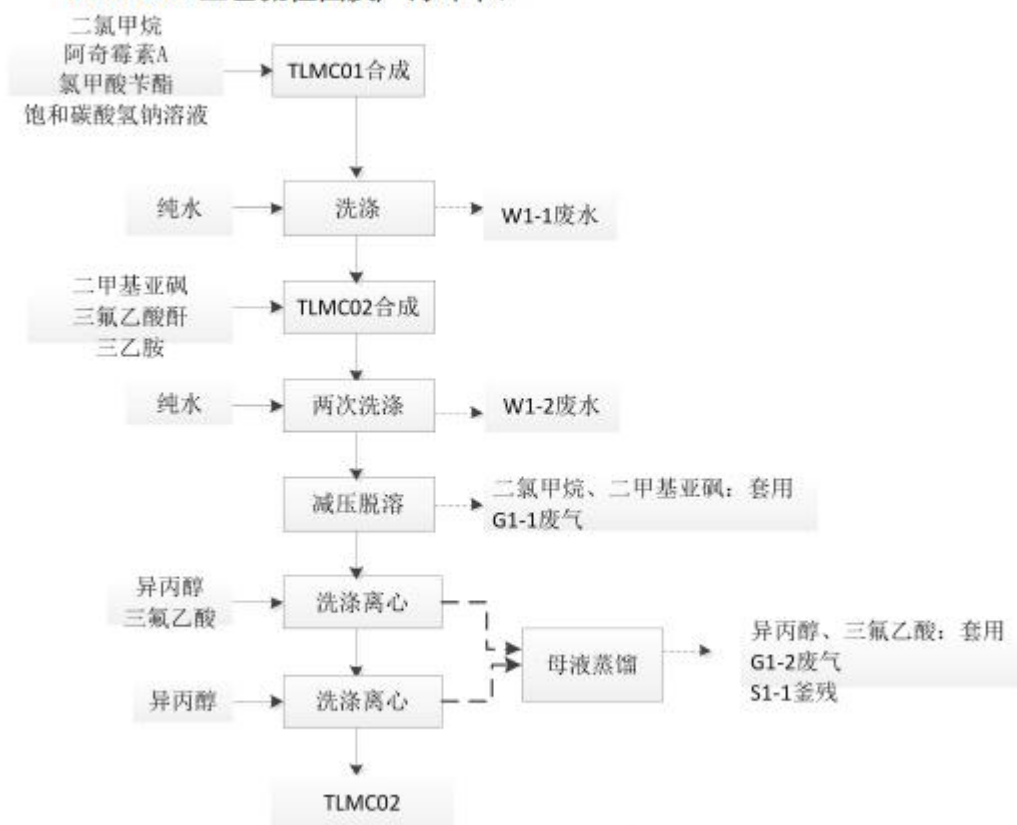 二氯甲烷
阿奇霉素A
氯甲酸苄酯
饱和碳酸氢钠溶液
TLMC01合成
纯水
洗涤
W1-1废水
二甲基亚砜
三氟乙酸酐
三乙胺
TLMC02合成
纯水
两次洗涤
W1-2废水
减压脱溶
二氯甲烷、二甲基亚砜：套用
G1-1废气
异丙醇
三氟乙酸
洗涤离心
母液蒸馏
异丙醇、三氟乙酸：套用
G1-2废气
S1-1釜残
异丙醇
洗涤离心
TLMC02